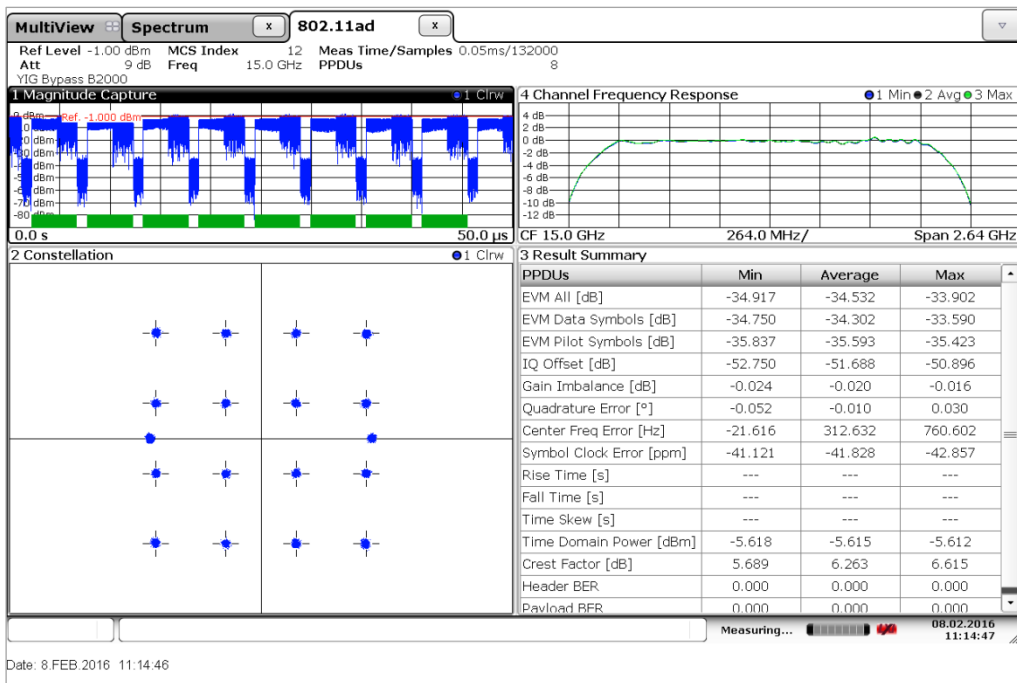 MultiView Spectrum x 802.11ad x
Ref Level -1.00 dBm MCS Index 12 Meas Time/Samples 0.05ms/132000
Att 9 dB Freq 15.0 GHz PPDUs 8
YIG Bypass B2000
1 Magnitude Capture 1 Clrw
Ref. -1.000 dBm
0.0 s 50.0 µs
4 Channel Frequency Response 1 Min 2 Avg 3 Max
4 dB
2 dB
0 dB
-2 dB
-4 dB
-6 dB
-8 dB
-10 dB
-12 dB
CF 15.0 GHz 264.0 MHz/ Span 2.64 GHz
2 Constellation 1 Clrw
3 Result Summary
PPDUs Min Average Max
EVM All [dB] -34.917 -34.532 -33.902
EVM Data Symbols [dB] -34.750 -34.302 -33.590
EVM Pilot Symbols [dB] -35.837 -35.593 -35.423
IQ Offset [dB] -52.750 -51.688 -50.896
Gain Imbalance [dB] -0.024 -0.020 -0.016
Quadrature Error [°] -0.052 -0.010 0.030
Center Freq Error [Hz] -21.616 312.632 760.602
Symbol Clock Error [ppm] -41.121 -41.828 -42.857
Rise Time [s] --- --- ---
Fall Time [s] --- --- ---
Time Skew [s] --- --- ---
Time Domain Power [dBm] -5.618 -5.615 -5.612
Crest Factor [dB] 5.689 6.263 6.615
Header BER 0.000 0.000 0.000
Payload BER 0.000 0.000 0.000
Measuring... 08.02.2016
11:14:47
Date: 8.FEB.2016 11:14:46